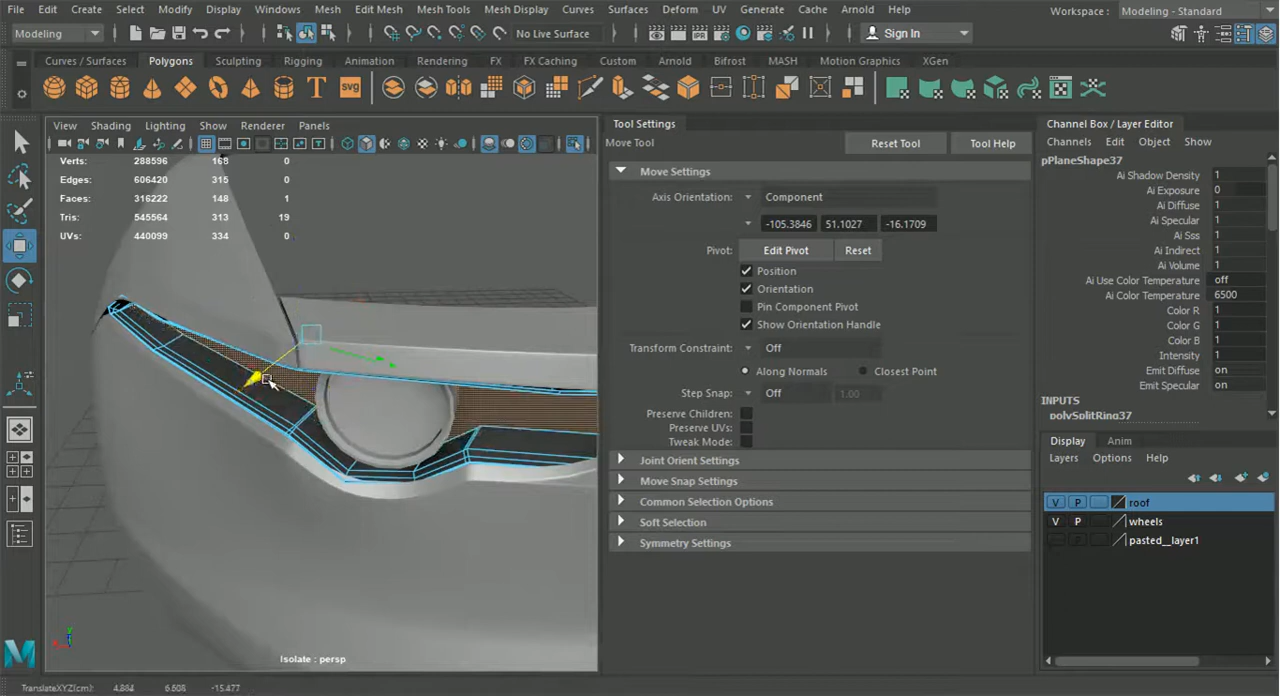 File Edit Create Select Modify Display Windows Mesh Edit Mesh Mesh Tools Mesh Display Curves Surfaces Deform UV Generate Cache Arnold Help
Workspace : Modeling - Standard
Modeling No Live Surface Sign In
Curves / Surfaces Polygons Sculpting Rigging Animation Rendering FX FX Caching Custom Arnold Bifrost MASH Motion Graphics XGen
T SVG
View Shading Lighting Show Renderer Panels
Verts: 288596 168 0
Edges: 606420 315 0
Faces: 316222 148 1
Tris: 545564 313 19
UVs: 440099 334 0
Isolate : persp
Tool Settings
Move Tool Reset Tool Tool Help
Move Settings
Axis Orientation: Component
-105.3846 51.1027 -16.1709
Pivot: Edit Pivot Reset
Position
Orientation
Pin Component Pivot
Show Orientation Handle
Transform Constraint: Off
Along Normals Closest Point
Step Snap: Off 1.00
Preserve Children:
Preserve UVs:
Tweak Mode:
Joint Orient Settings
Move Snap Settings
Common Selection Options
Soft Selection
Symmetry Settings
Channel Box / Layer Editor
Channels Edit Object Show
pPlaneShape37
Ai Shadow Density 1
Ai Exposure 0
Ai Diffuse 1
Ai Specular 1
Ai Sss 1
Ai Indirect 1
Ai Volume 1
Ai Use Color Temperature off
Ai Color Temperature 6500
Color R 1
Color G 1
Color B 1
Intensity 1
Emit Diffuse on
Emit Specular on
INPUTS
polySplitRing37
Display Anim
Layers Options Help
V P roof
V P wheels
pasted__layer1
TranslateXYZ(cm): 4.884 6.608 -15.477